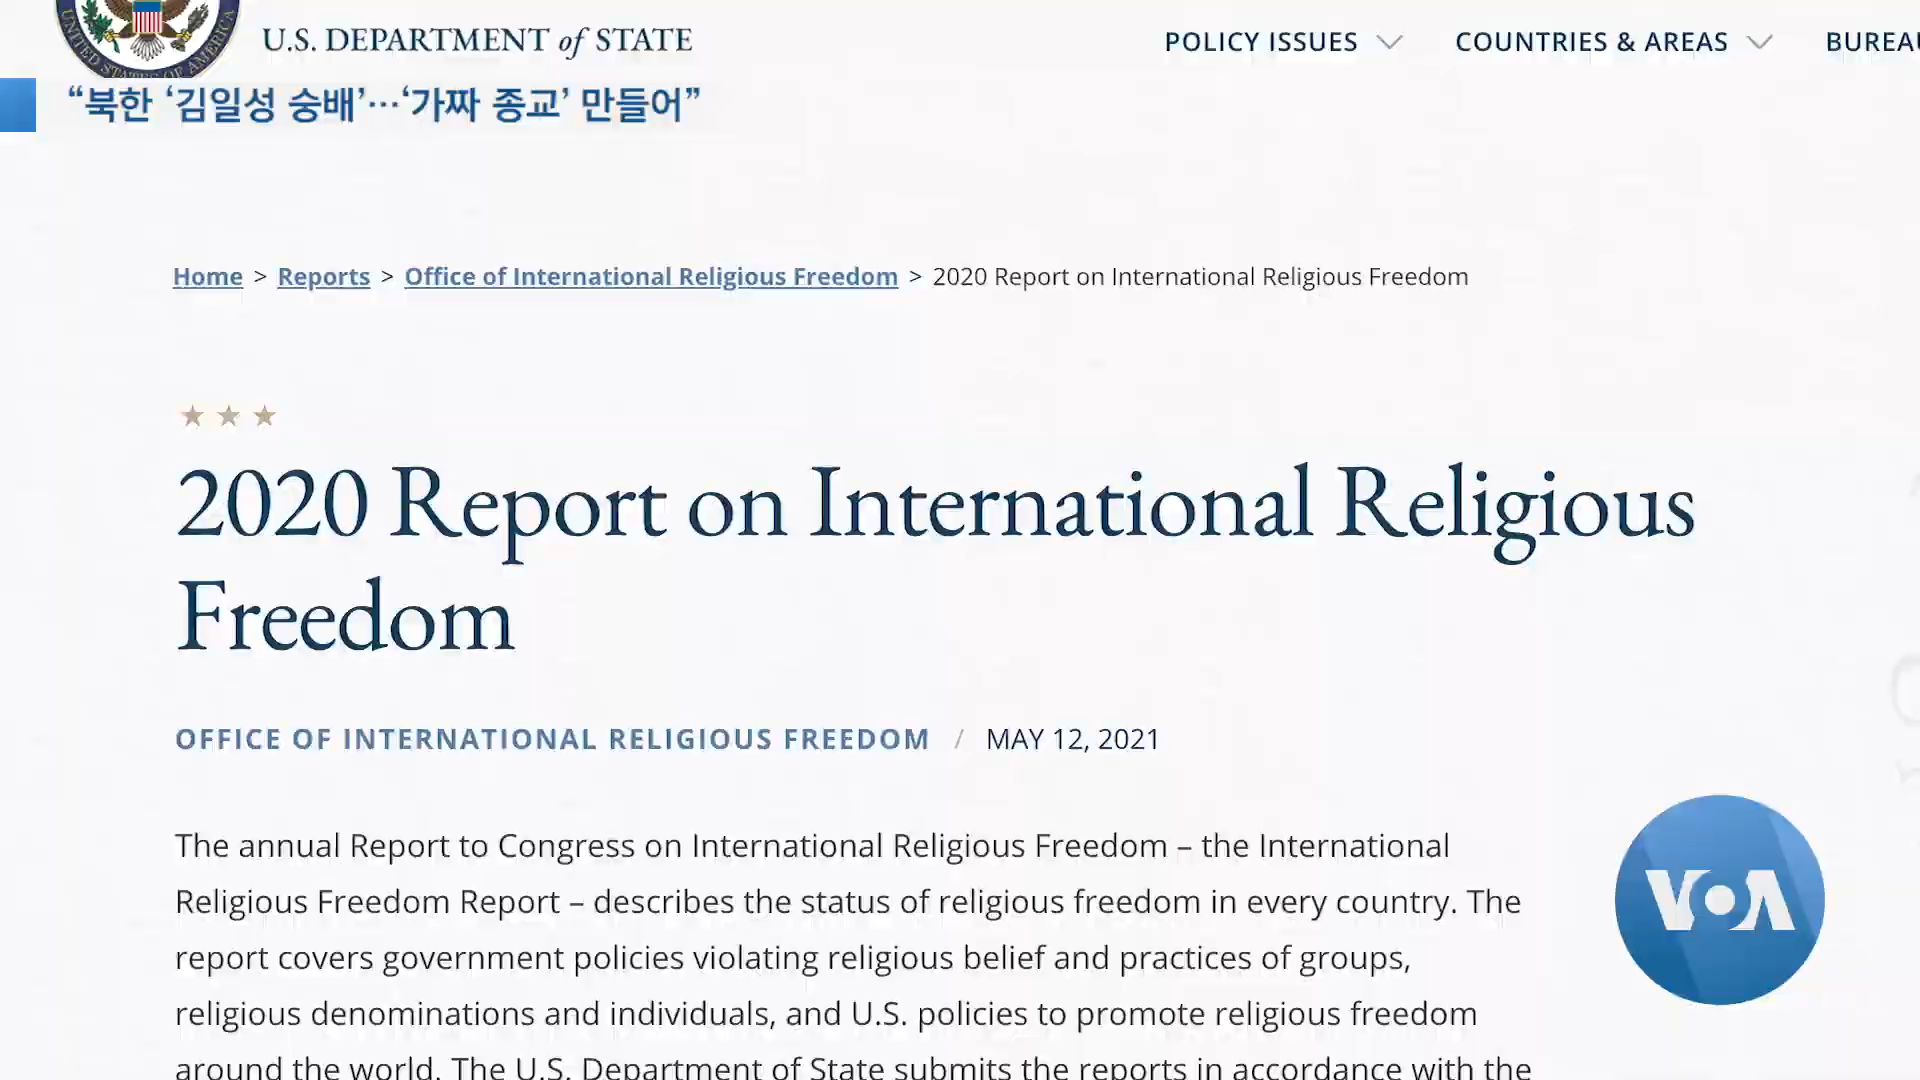 U.S. DEPARTMENT of STATE
POLICY ISSUES
COUNTRIES & AREAS
UNITED STATES OF AMERICA
“북한 ‘김일성 숭배’…‘가짜 종교’ 만들어”
Home > Reports > Office of International Religious Freedom > 2020 Report on International Religious Freedom
2020 Report on International Religious
Freedom
OFFICE OF INTERNATIONAL RELIGIOUS FREEDOM / MAY 12, 2021
The annual Report to Congress on International Religious Freedom – the International
Religious Freedom Report – describes the status of religious freedom in every country. The
report covers government policies violating religious belief and practices of groups,
religious denominations and individuals, and U.S. policies to promote religious freedom
around the world. The U.S. Department of State submits the reports in accordance with the
VOA